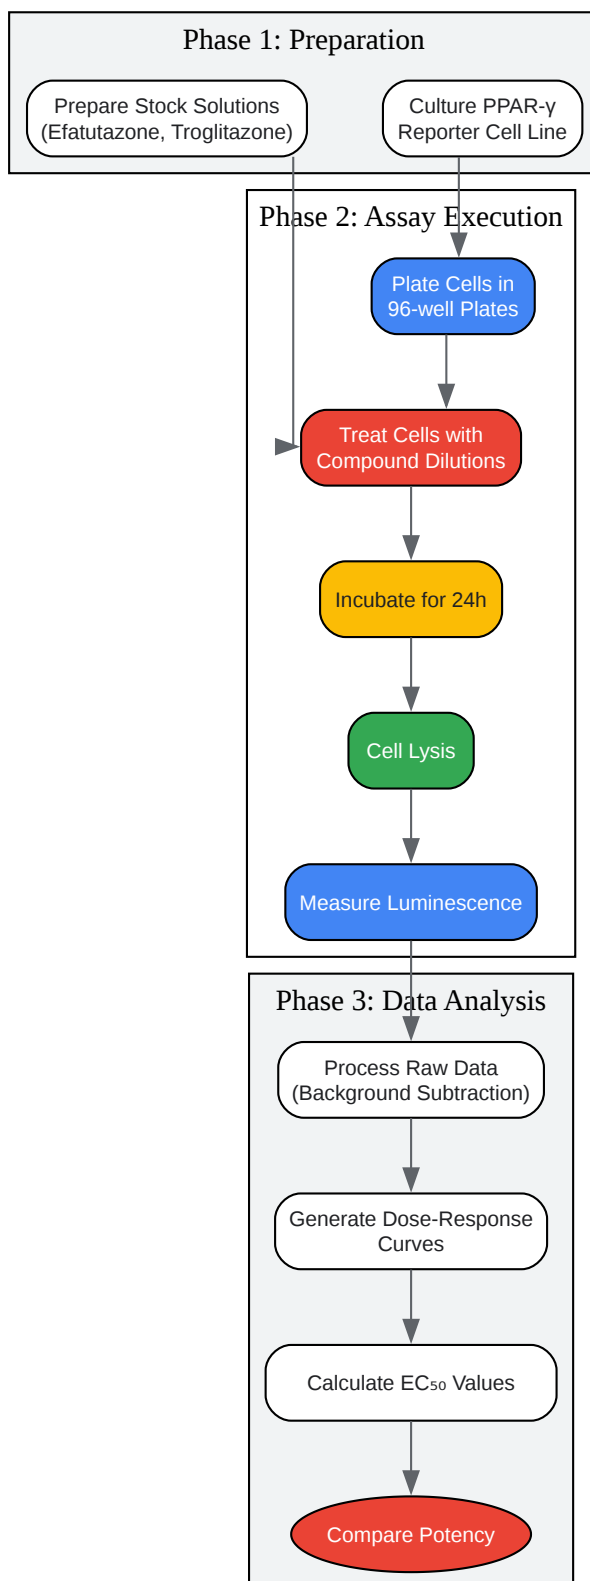 Phase 1: Preparation
Prepare Stock Solutions
(Efatutazone, Troglitazone)
Culture PPAR-γ
Reporter Cell Line
Phase 2: Assay Execution
Plate Cells in
96-well Plates
Treat Cells with
Compound Dilutions
Incubate for 24h
Cell Lysis
Measure Luminescence
Phase 3: Data Analysis
Process Raw Data
(Background Subtraction)
Generate Dose-Response
Curves
Calculate EC₅₀ Values
Compare Potency